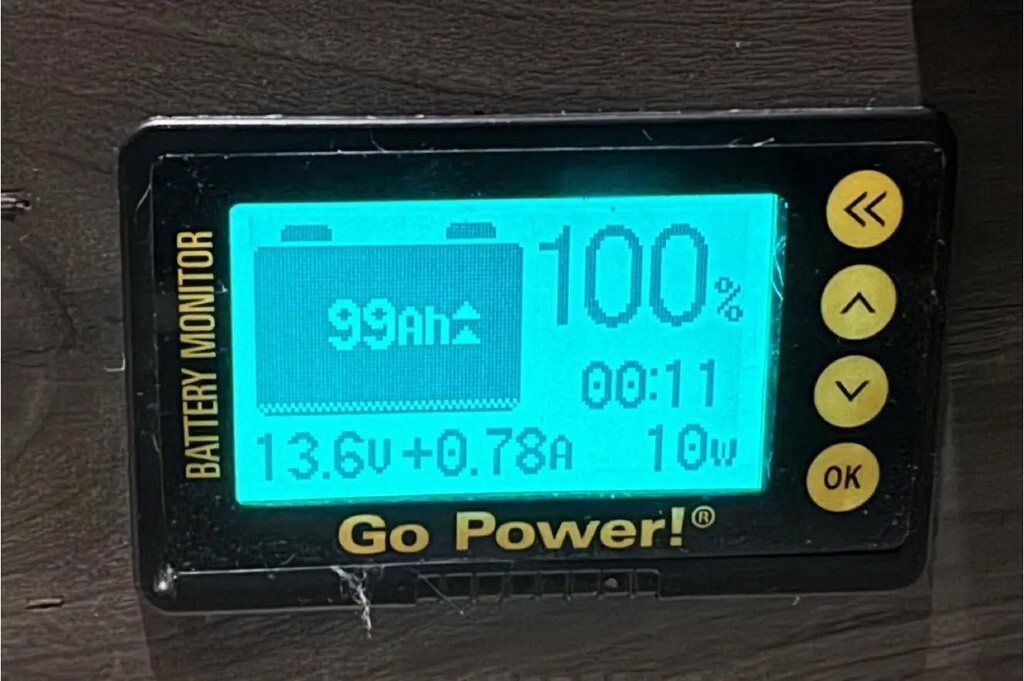 BATTERY MONITOR
99Ah
100%
00:11
13.6V+0.78A 10W
OK
Go Power!®